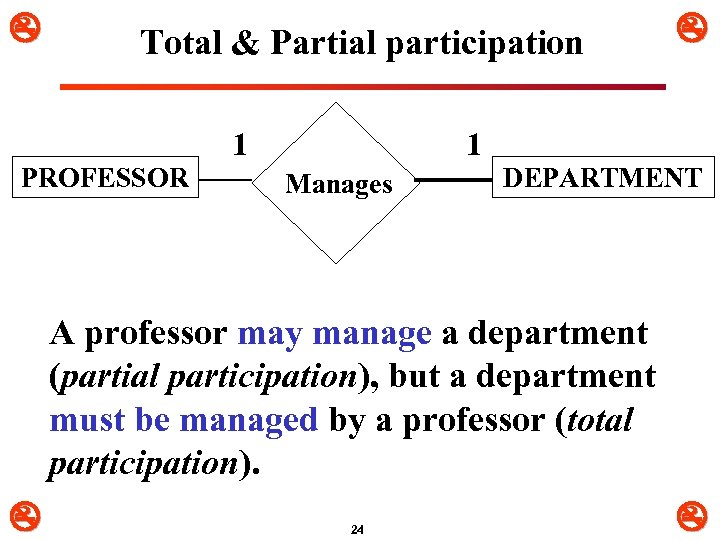 Total & Partial participation
1 1
PROFESSOR Manages DEPARTMENT
A professor may manage a department
(partial participation), but a department
must be managed by a professor (total
participation).
24